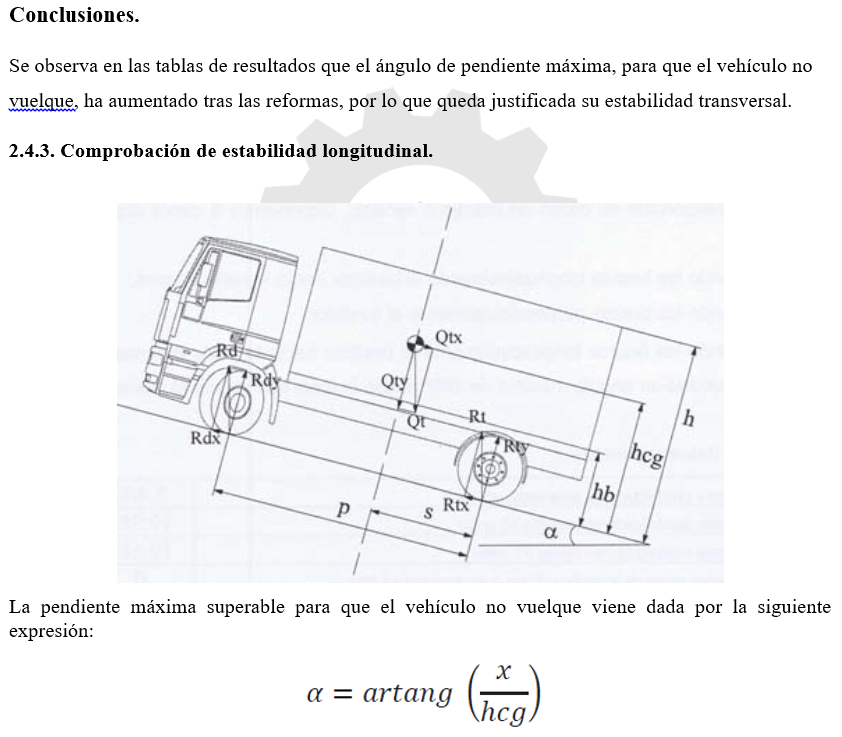 Conclusiones.
Se observa en las tablas de resultados que el ángulo de pendiente máxima, para que el vehículo no
vuelque, ha aumentado tras las reformas, por lo que queda justificada su estabilidad transversal.
2.4.3. Comprobación de estabilidad longitudinal.
Qtx
Rd
Rdy
Qty
Qt
Rt
h
Rdx
Rty
hcg
hb
p
s
Rtx
α
La pendiente máxima superable para que el vehículo no vuelque viene dada por la siguiente
expresión:
α = artang (x/hcg)